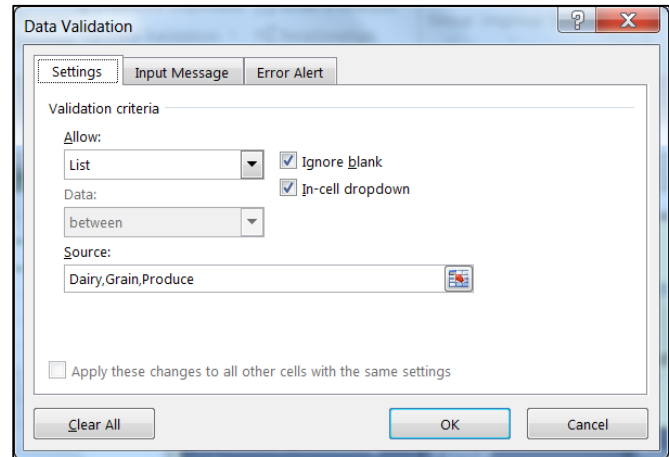 Data Validation
Settings Input Message Error Alert
Validation criteria
Allow:
List
Ignore blank
In-cell dropdown
Data:
between
Source:
Dairy,Grain,Produce
Apply these changes to all other cells with the same settings
Clear All OK Cancel